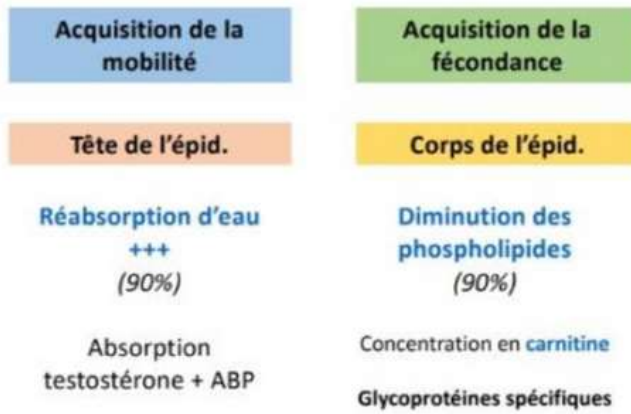 Acquisition de la
mobilité
Tête de l'épid.
Réabsorption d'eau
+++
(90%)
Absorption
testostérone + ABP
Acquisition de la
fécondance
Corps de l'épid.
Diminution des
phospholipides
(90%)
Concentration en carnitine
Glycoprotéines spécifiques